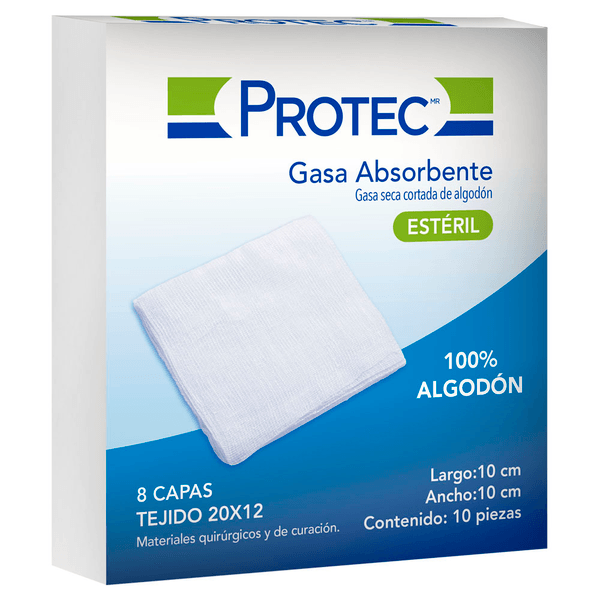 PROTEC MR
Gasa Absorbente
Gasa seca cortada de algodón
ESTÉRIL
100%
ALGODÓN
8 CAPAS
TEJIDO 20X12
Materiales quirúrgicos y de curación.
Largo:10 cm
Ancho:10 cm
Contenido: 10 piezas